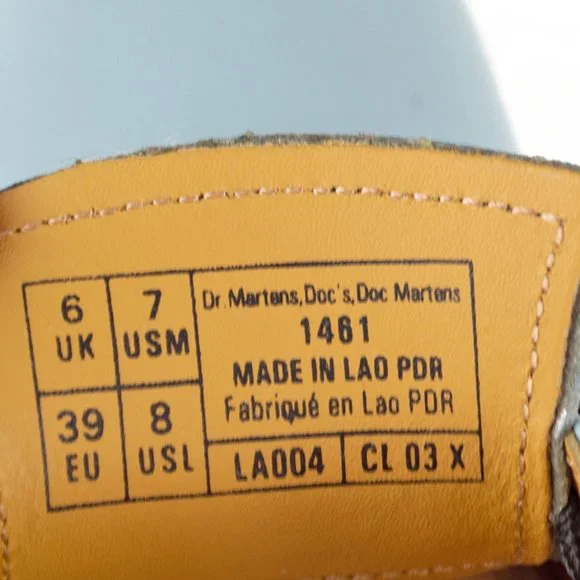 6 UK
7 USM
39 EU
8 USL
Dr. Martens, Doc's, Doc Martens
1461
MADE IN LAO PDR
Fabriqué en Lao PDR
LA004
CL 03 X